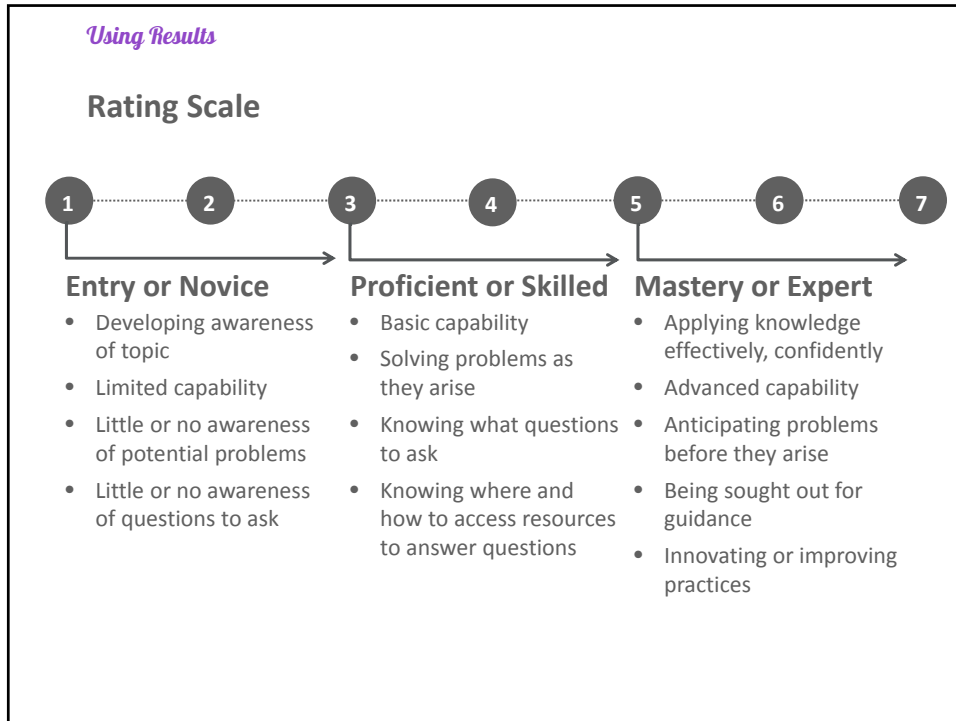 Using Results
Rating Scale
1 2 3 4 5 6 7
Entry or Novice
• Developing awareness
of topic
• Limited capability
• Little or no awareness
of potential problems
• Little or no awareness
of questions to ask
Proficient or Skilled
• Basic capability
• Solving problems as
they arise
• Knowing what questions
to ask
• Knowing where and
how to access resources
to answer questions
Mastery or Expert
• Applying knowledge
effectively, confidently
• Advanced capability
• Anticipating problems
before they arise
• Being sought out for
guidance
• Innovating or improving
practices